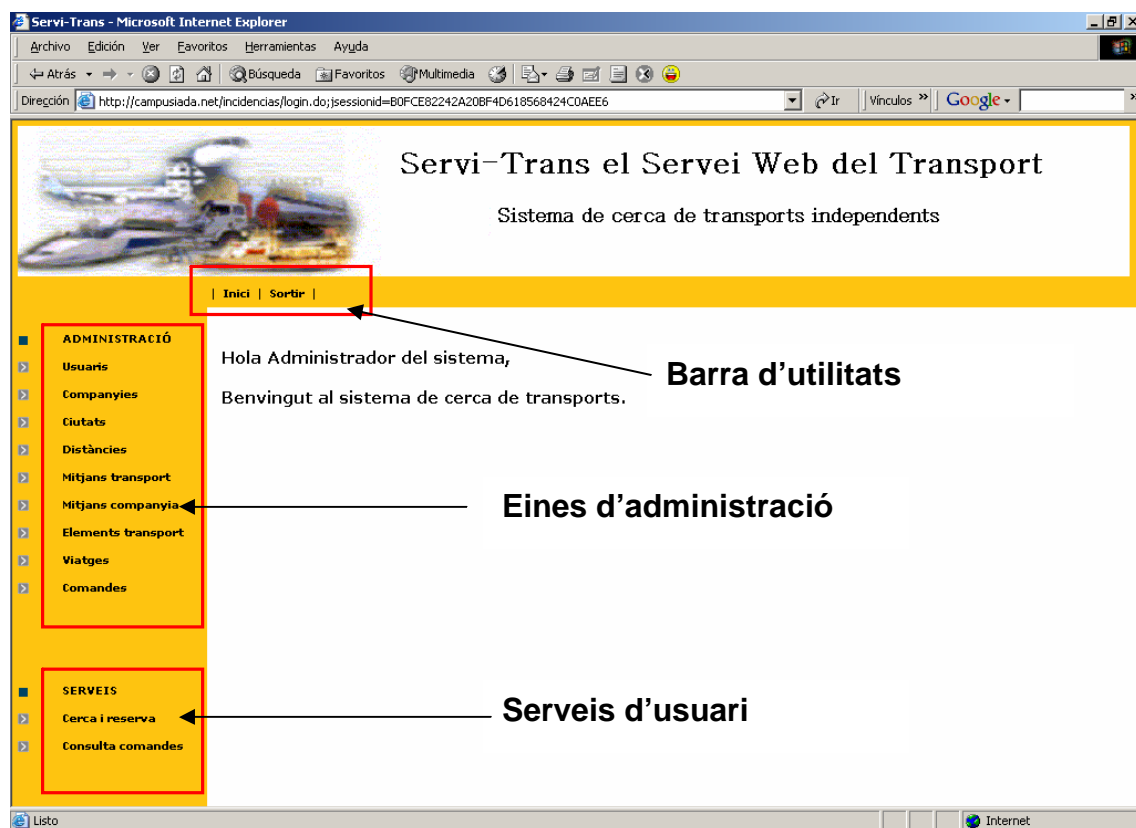 Servi-Trans - Microsoft Internet Explorer
Archivo Edición Ver Favoritos Herramientas Ayuda
Atrás Búsqueda Favoritos Multimedia
Dirección http://campusiada.net/incidencias/login.do;jsessionid=B0FCE82242A20BF4D618568424C0AEE6 Ir Vínculos » Google »
Servi-Trans el Servei Web del Transport
Sistema de cerca de transports independents
| Inici | Sortir |
ADMINISTRACIÓ
Usuaris
Companyies
Ciutats
Distàncies
Mitjans transport
Mitjans companyia
Elements transport
Viatges
Comandes
Hola Administrador del sistema,
Benvingut al sistema de cerca de transports.
Barra d’utilitats
Eines d’administració
SERVEIS
Cerca i reserva
Consulta comandes
Serveis d’usuari
Listo Internet